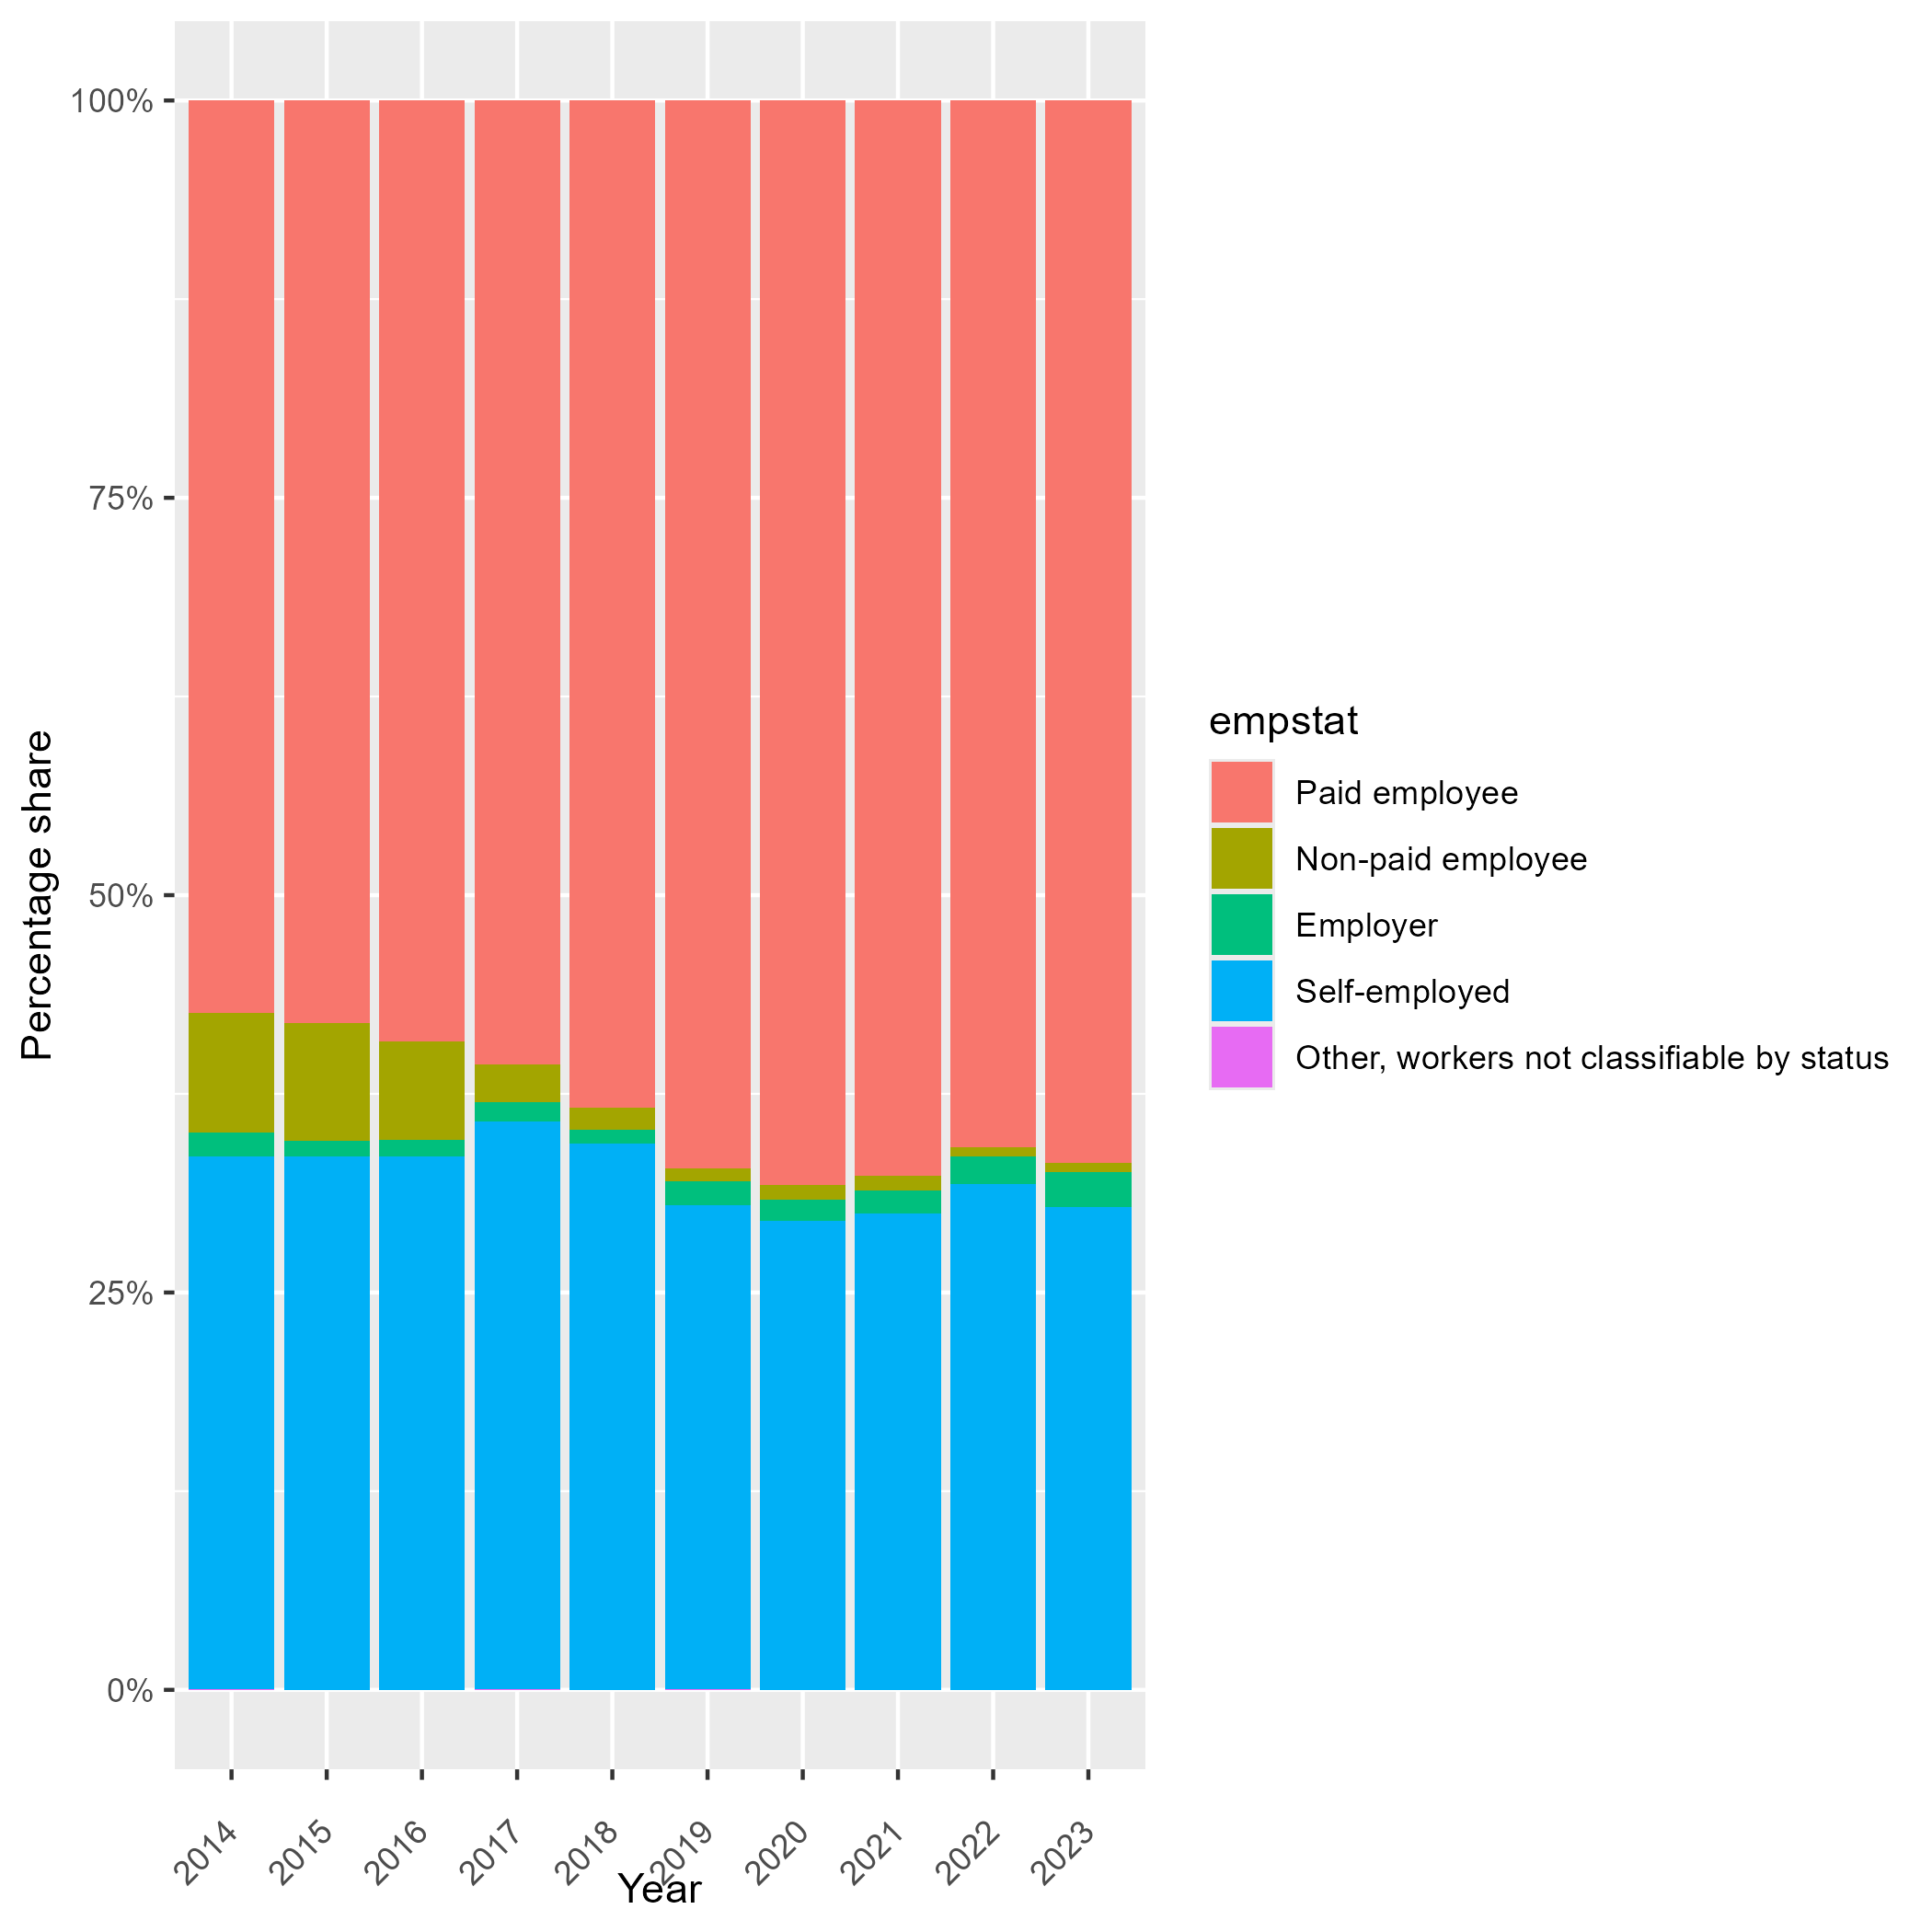 100%
75%
50%
25%
0%
Percentage share
2014
2015
2016
2017
2018
2019
2020
2021
2022
2023
Year
empstat
Paid employee
Non-paid employee
Employer
Self-employed
Other, workers not classifiable by status